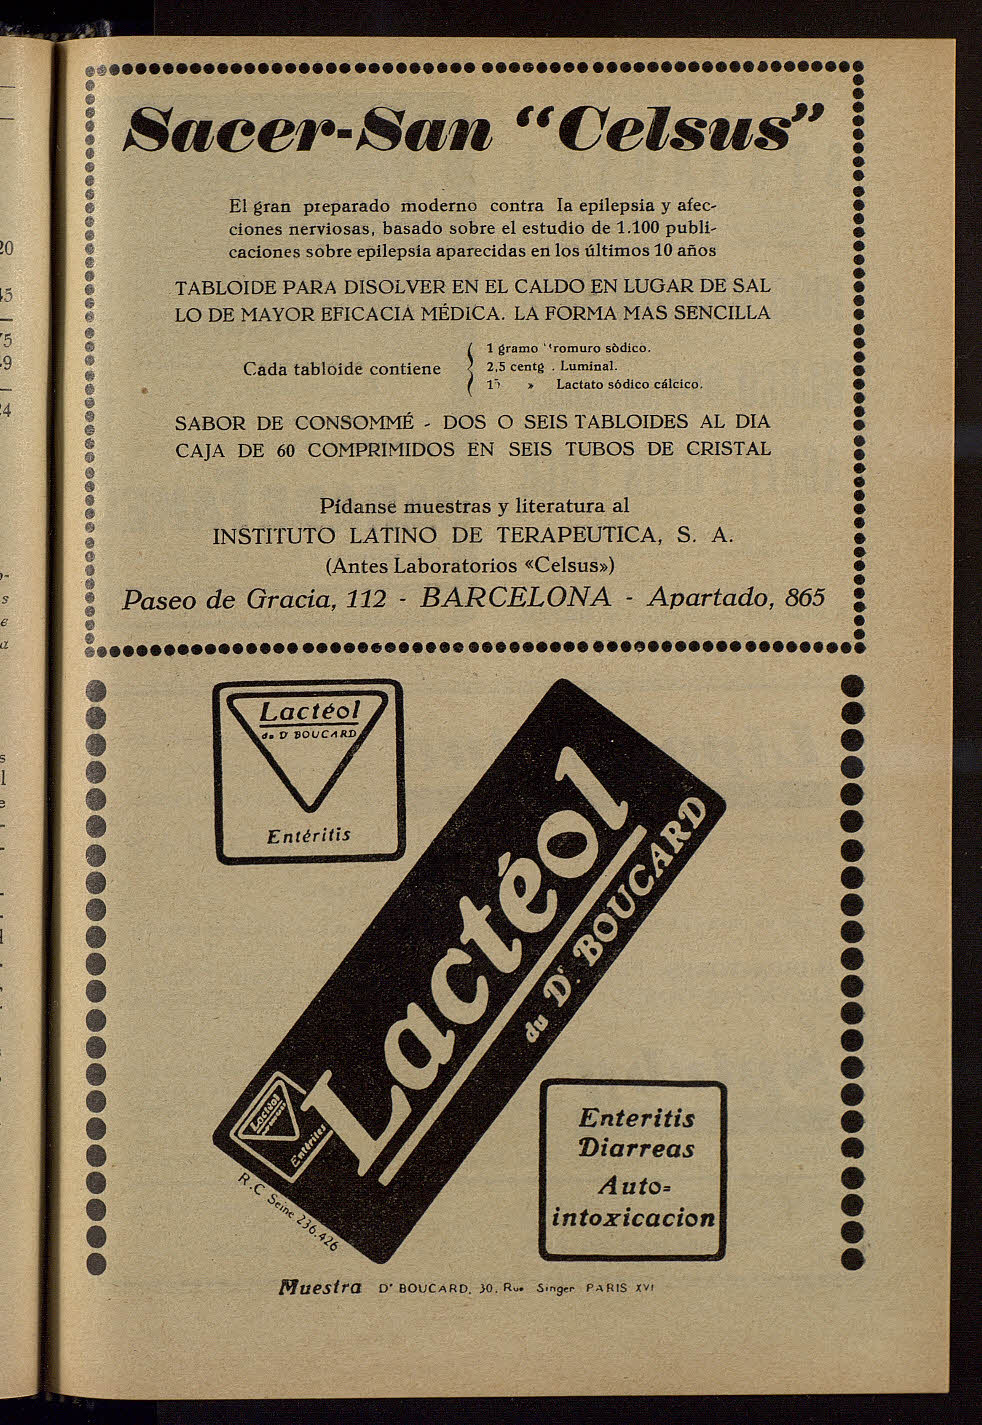 Sacer-San “Celsus”
El gran preparado moderno contra la epilepsia y afec-
ciones nerviosas, basado sobre el estudio de 1.100 publi-
caciones sobre epilepsia aparecidas en los últimos 10 años
TABLOIDE PARA DISOLVER EN EL CALDO EN LUGAR DE SAL
LO DE MAYOR EFICACIA MÉDICA. LA FORMA MAS SENCILLA
Cada tabloide contiene
1 gramo romuro sòdico.
2,5 centg . Luminal.
» Lactato sódico cálcico.
SABOR DE CONSOMMÉ - DOS O SEIS TABLOIDES AL DIA
CAJA DE 60 COMPRIMIDOS EN SEIS TUBOS DE CRISTAL
Pídanse muestras y literatura al
INSTITUTO LATINO DE TERAPEUTICA, S. A.
(Antes Laboratorios «Celsus»)
Paseo de Gracia, 112 - BARCELONA - Apartado, 865
Lactéol
du Dr BOUCARD
Entéritis
Lactéol
du Dr. BOUCARD
Lactéol
Entérites
R.C Seine 236.426
Enteritis
Diarreas
Auto=
intoxicacion
Muestra Dr BOUCARD, 30, Rue Singer PARIS XVI
20
45
75
49
24